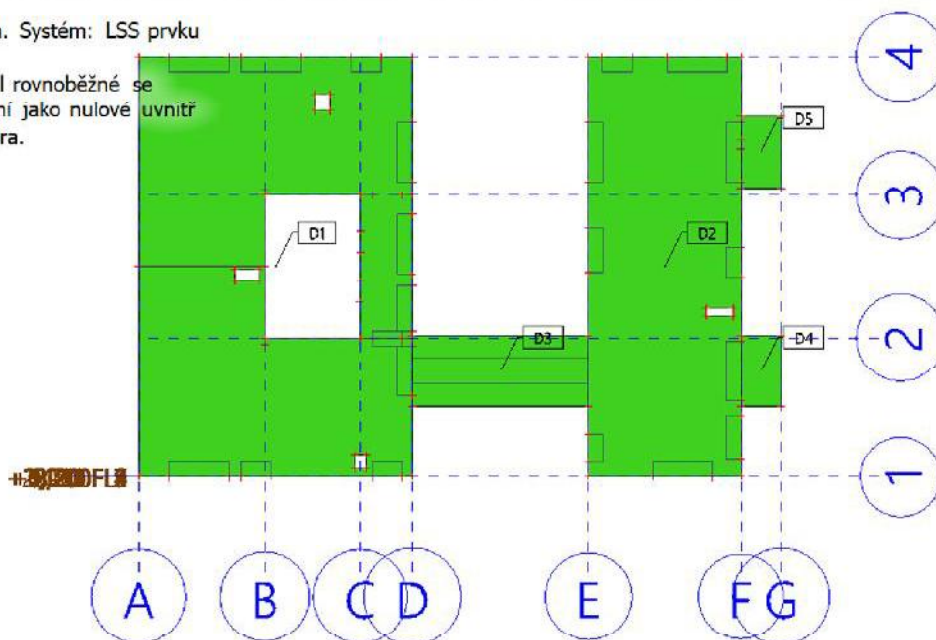 . Systém: LSS prvku
l rovnoběžné se
ní jako nulové uvnitř
ra.
D5
D1
D2
D3
D4
4
3
2
1
A B C D E F G